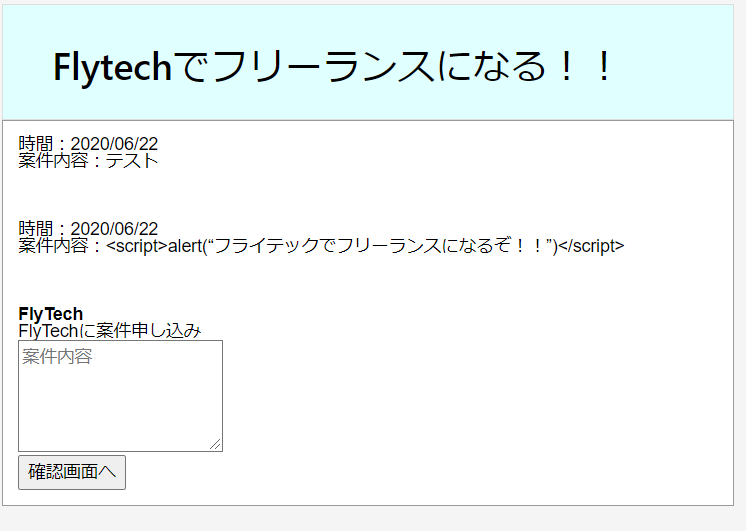 Flytechでフリーランスになる！！
時間：2020/06/22
案件内容：テスト
時間：2020/06/22
案件内容：<script>alert(“フライテックでフリーランスになるぞ！！”)</script>
FlyTech
FlyTechに案件申し込み
案件内容
確認画面へ